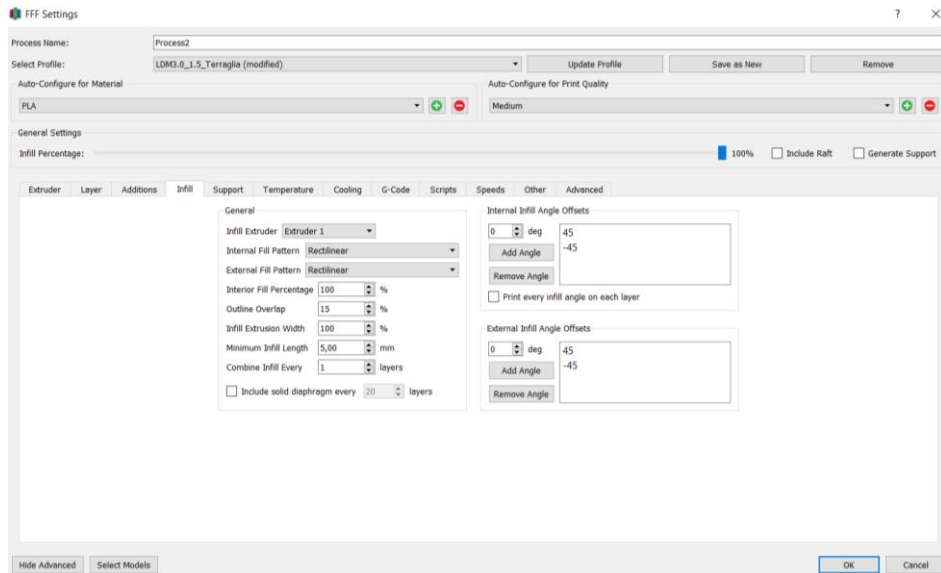 FFF Settings
Process Name: Process2
Select Profile: LDM3.0_1.5_Terraglia (modified) Update Profile Save as New Remove
Auto-Configure for Material Auto-Configure for Print Quality
PLA Medium
General Settings
Infill Percentage: 100% Include Raft Generate Support
Extruder Layer Additions Infill Support Temperature Cooling G-Code Scripts Speeds Other Advanced
General
Infill Extruder Extruder 1
Internal Fill Pattern Rectilinear
External Fill Pattern Rectilinear
Interior Fill Percentage 100 %
Outline Overlap 15 %
Infill Extrusion Width 100 %
Minimum Infill Length 5,00 mm
Combine Infill Every 1 layers
Include solid diaphragm every 20 layers
Internal Infill Angle Offsets
0 deg 45
Add Angle -45
Remove Angle
Print every infill angle on each layer
External Infill Angle Offsets
0 deg 45
Add Angle -45
Remove Angle
Hide Advanced Select Models OK Cancel